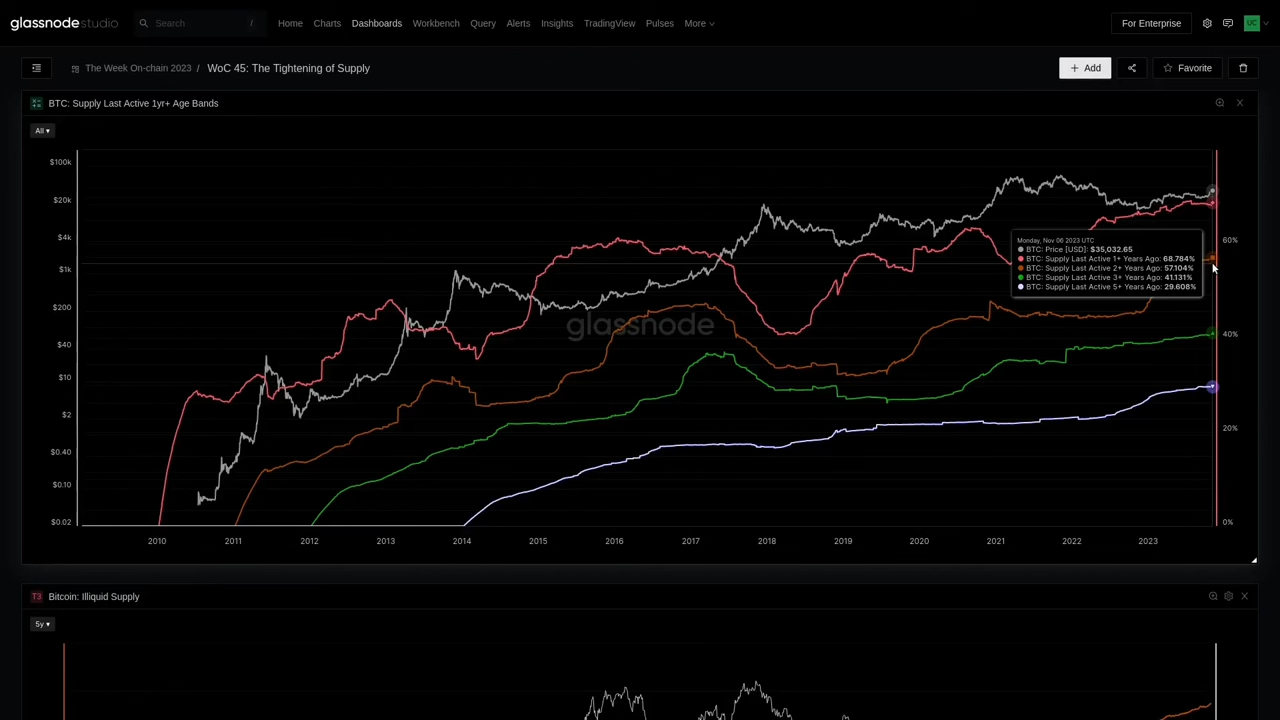 glassnodestudio Search / Home Charts Dashboards Workbench Query Alerts Insights TradingView Pulses More For Enterprise UC
The Week On-chain 2023 / WoC 45: The Tightening of Supply + Add Favorite
BTC: Supply Last Active 1yr+ Age Bands
All
$100k
$20k
$4k
$1k
$200
$40
$10
$2
$0.40
$0.10
$0.02
60%
40%
20%
0%
Monday, Nov 06 2023 UTC
BTC: Price [USD]: $35,032.65
BTC: Supply Last Active 1+ Years Ago: 68.784%
BTC: Supply Last Active 2+ Years Ago: 57.104%
BTC: Supply Last Active 3+ Years Ago: 41.131%
BTC: Supply Last Active 5+ Years Ago: 29.608%
glassnode
2010 2011 2012 2013 2014 2015 2016 2017 2018 2019 2020 2021 2022 2023
T3 Bitcoin: Illiquid Supply
5y